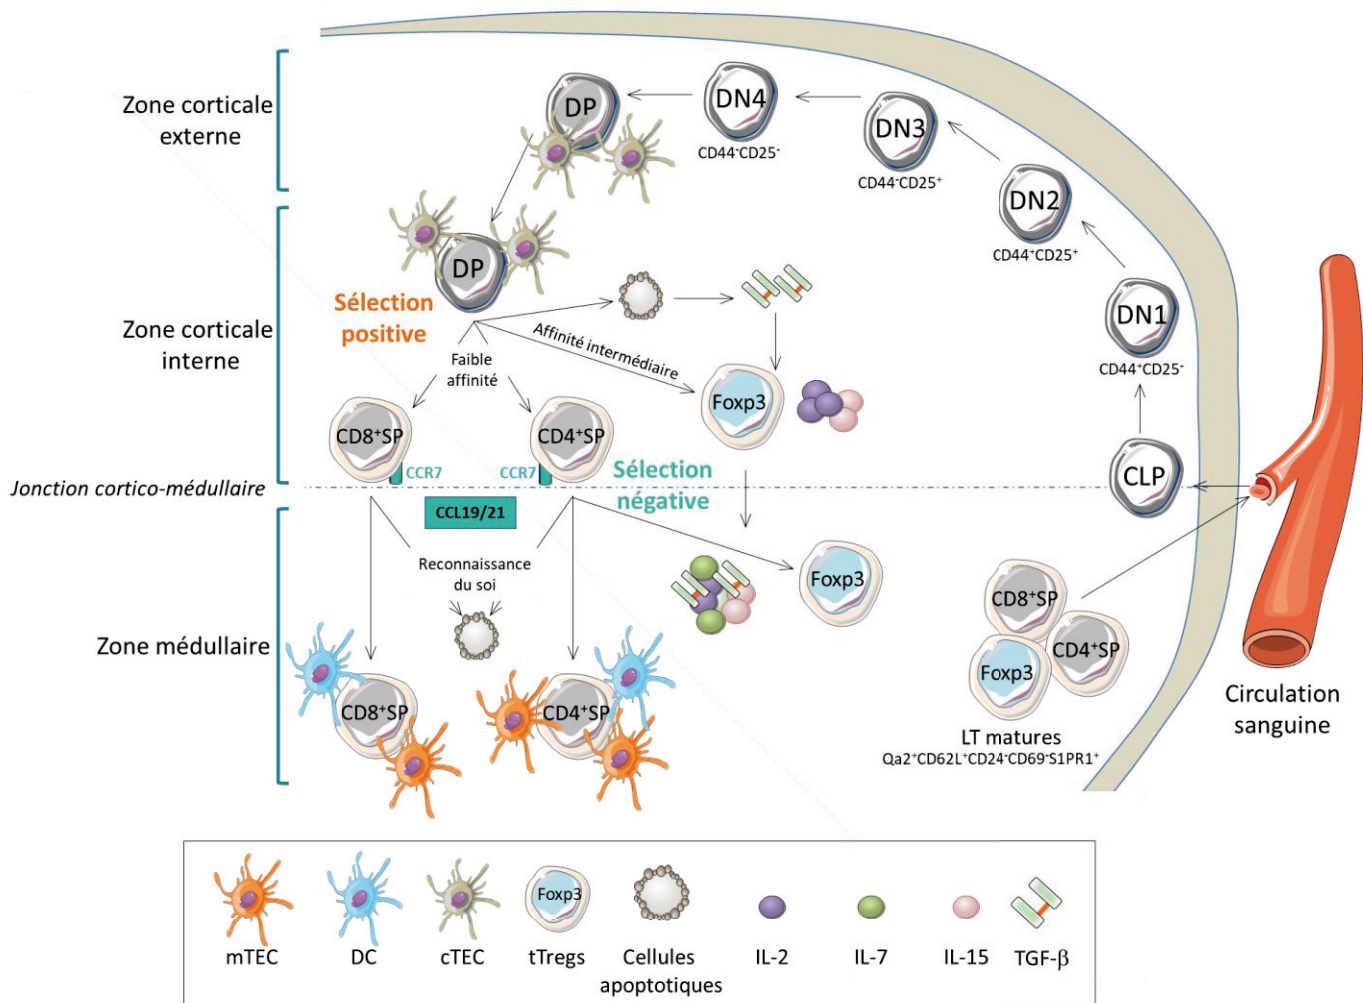 Zone corticale
externe
DP
DN4
CD44⁻CD25⁻
DN3
CD44⁻CD25⁺
DN2
CD44⁺CD25⁺
DN1
CD44⁺CD25⁻
CLP
Zone corticale
interne
DP
Sélection
positive
Faible
affinité
Affinité intermédiaire
Foxp3
CD8⁺SP
CCR7
CD4⁺SP
CCR7
Sélection
négative
Jonction cortico-médullaire
CCL19/21
Reconnaissance
du soi
Foxp3
Zone médullaire
CD8⁺SP
CD4⁺SP
CD8⁺SP
CD4⁺SP
Foxp3
LT matures
Qa2⁺CD62L⁺CD24⁻CD69⁻S1PR1⁺
Circulation
sanguine
Foxp3
mTEC
DC
cTEC
tTregs
Cellules
apoptotiques
IL-2
IL-7
IL-15
TGF-β